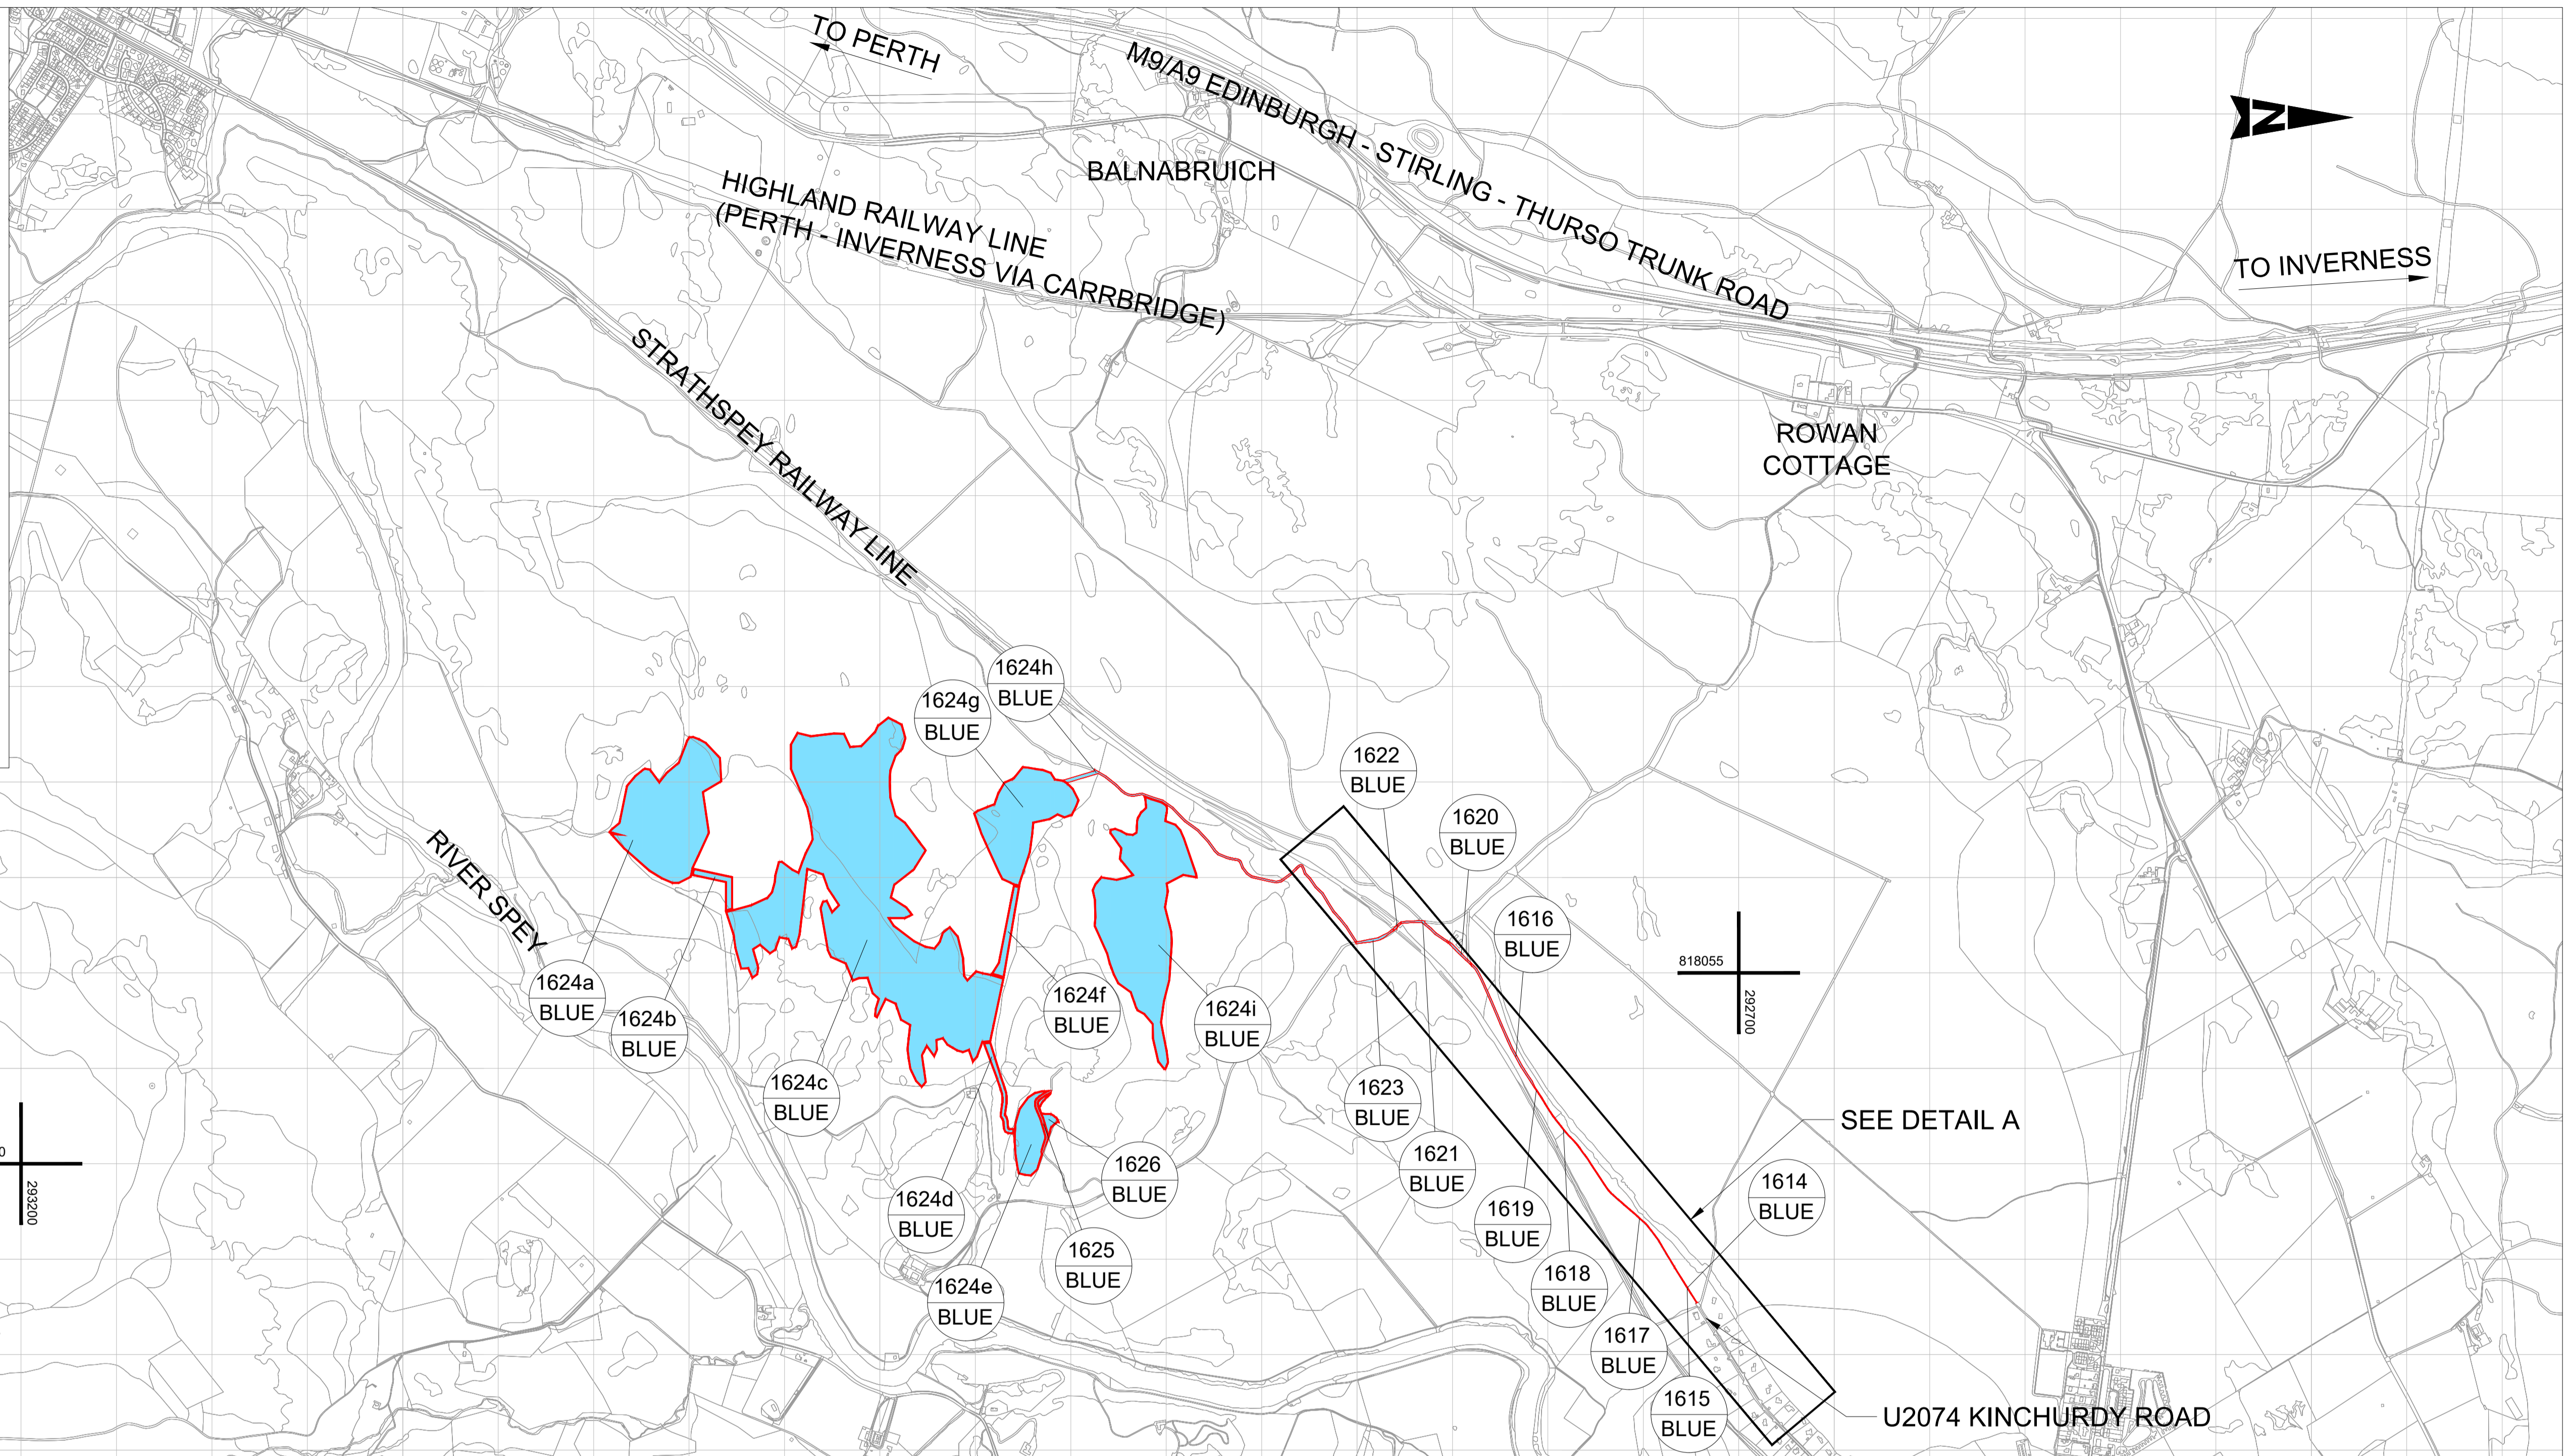 TO PERTH
M9/A9 EDINBURGH - STIRLING - THURSO TRUNK ROAD
N
BALNABRUICH
HIGHLAND RAILWAY LINE
(PERTH - INVERNESS VIA CARRBRIDGE)
TO INVERNESS
STRATHSPEY RAILWAY LINE
ROWAN
COTTAGE
1624h
BLUE
1624g
BLUE
1622
BLUE
1620
BLUE
RIVER SPEY
1616
BLUE
818055
292700
1624a
BLUE
1624b
BLUE
1624f
BLUE
1624i
BLUE
1624c
BLUE
1623
BLUE
SEE DETAIL A
0
293200
1621
BLUE
1626
BLUE
1614
BLUE
1624d
BLUE
1619
BLUE
1625
BLUE
1618
BLUE
1624e
BLUE
1617
BLUE
1615
BLUE
U2074 KINCHURDY ROAD